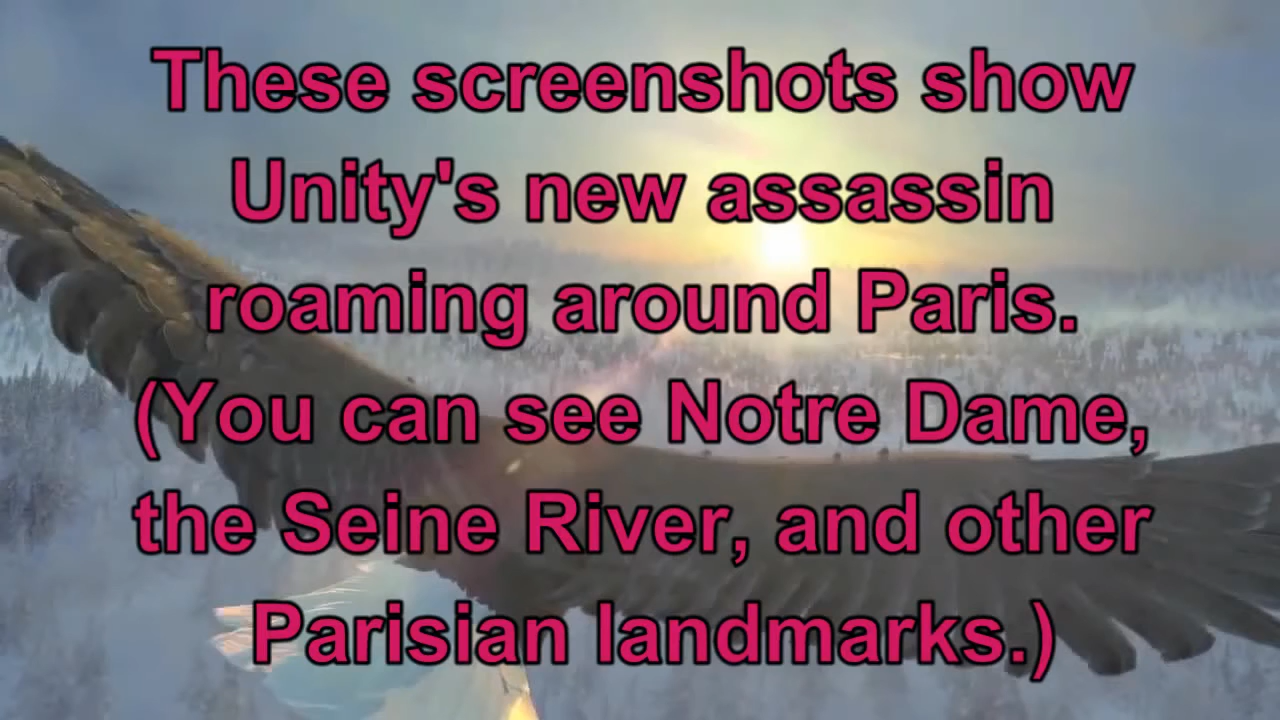 These screenshots show
Unity's new assassin
roaming around Paris.
(You can see Notre Dame,
the Seine River, and other
Parisian landmarks.)